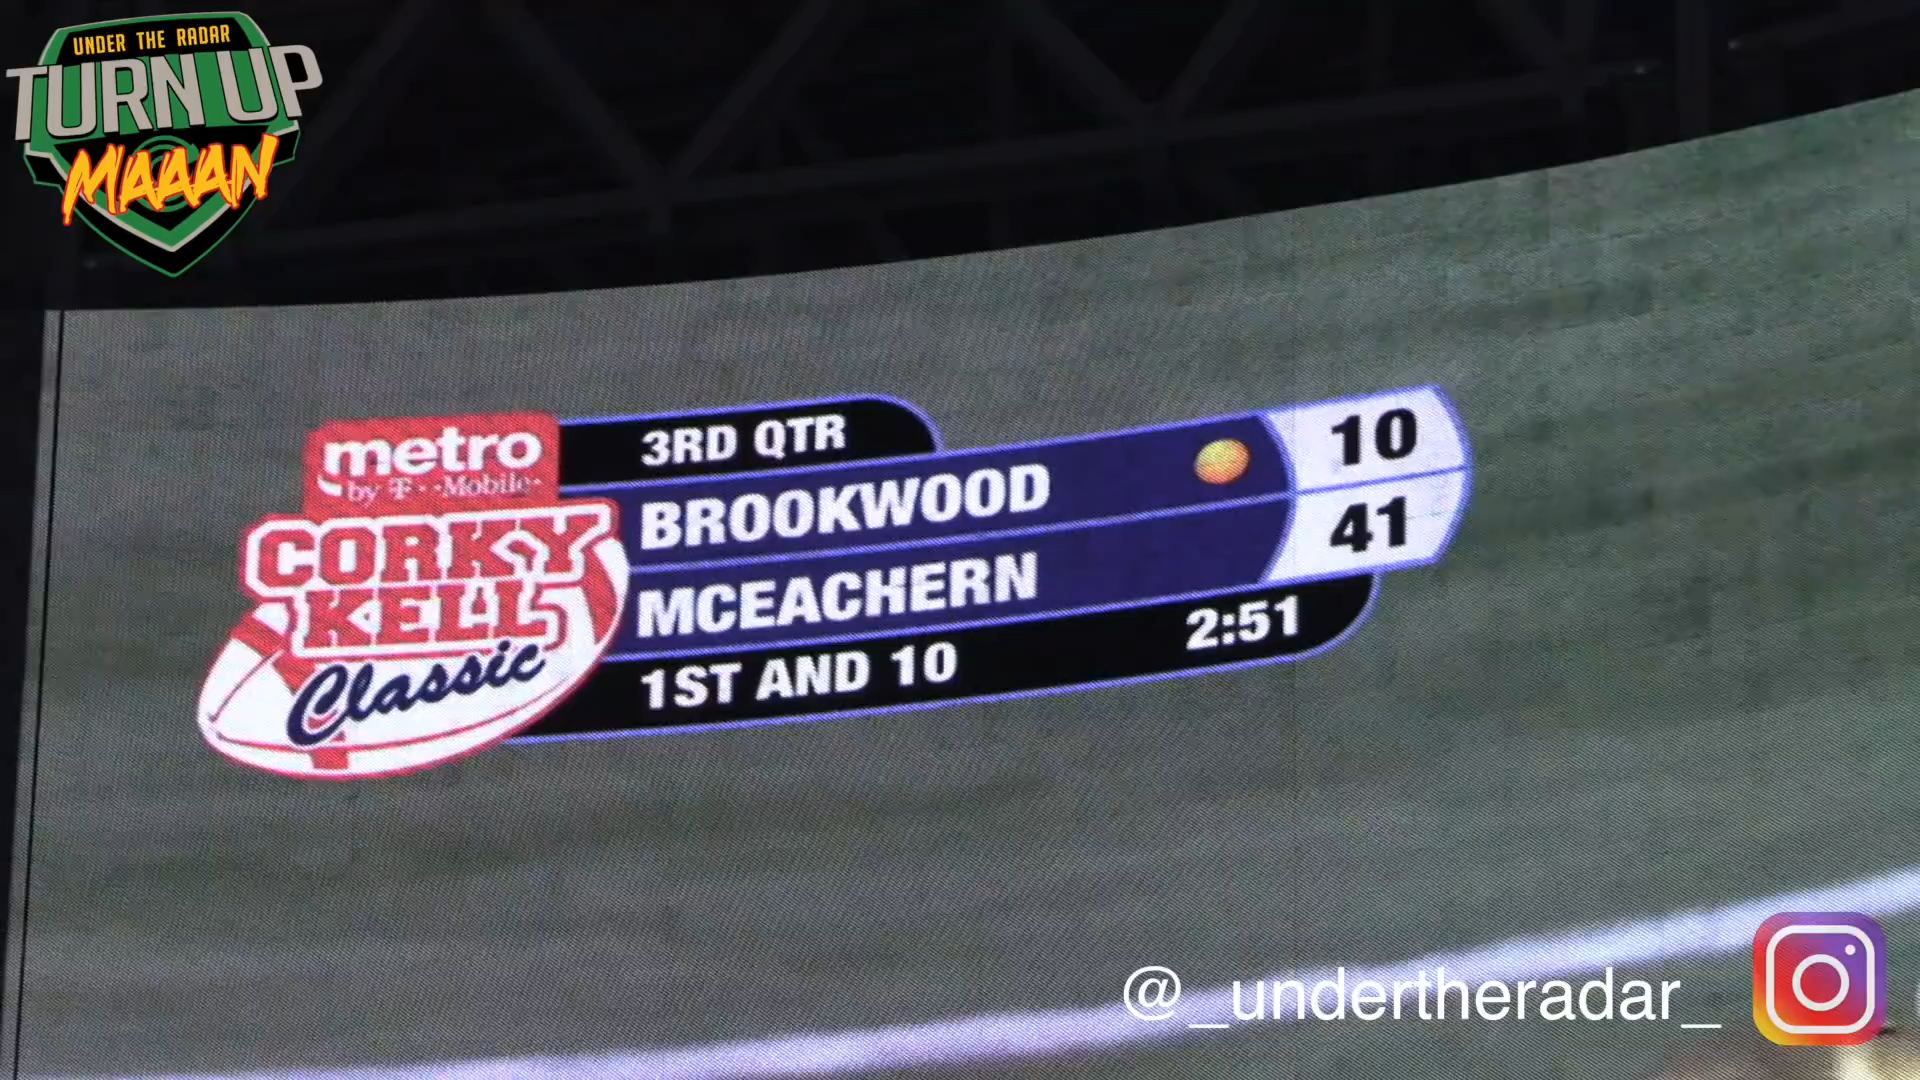 UNDER THE RADAR
TURN UP
MAAAN
metro
by T-Mobile
CORKY
KELL
Classic
3RD QTR
BROOKWOOD 10
MCEACHERN 41
1ST AND 10 2:51
@_undertheradar_